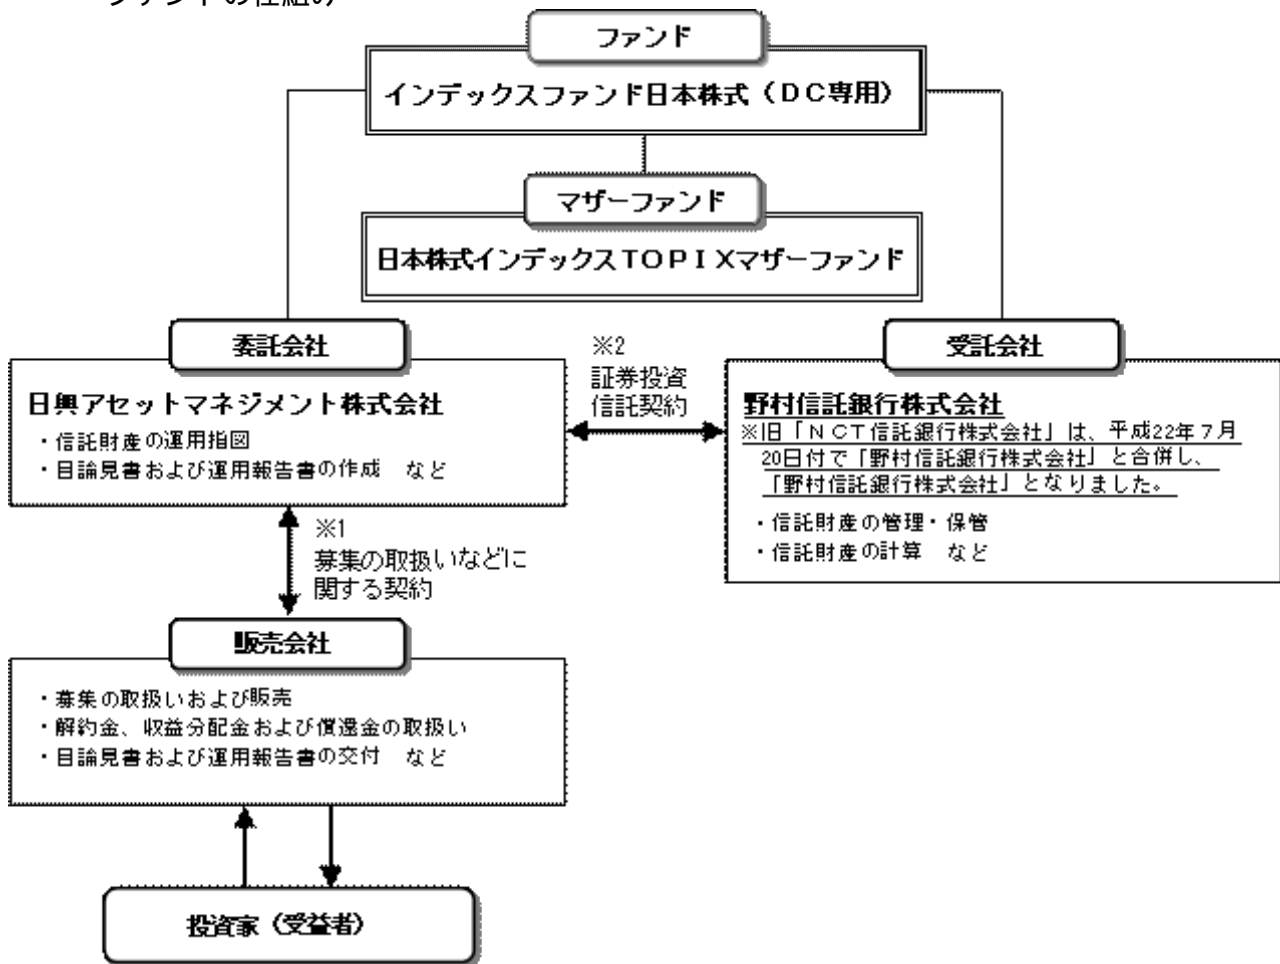 ファンドの仕組み
ファンド
インデックスファンド日本株式（ＤＣ専用）
マザーファンド
日本株式インデックスＴＯＰＩＸマザーファンド
委託会社
日興アセットマネジメント株式会社
・信託財産の運用指図
・目論見書および運用報告書の作成　など
※2
証券投資
信託契約
受託会社
野村信託銀行株式会社
※旧「ＮＣＴ信託銀行株式会社」は、平成22年７月
20日付で「野村信託銀行株式会社」と合併し、
「野村信託銀行株式会社」となりました。
・信託財産の管理・保管
・信託財産の計算　など
※1
募集の取扱いなどに
関する契約
販売会社
・募集の取扱いおよび販売
・解約金、収益分配金および償還金の取扱い
・目論見書および運用報告書の交付　など
投資家（受益者）